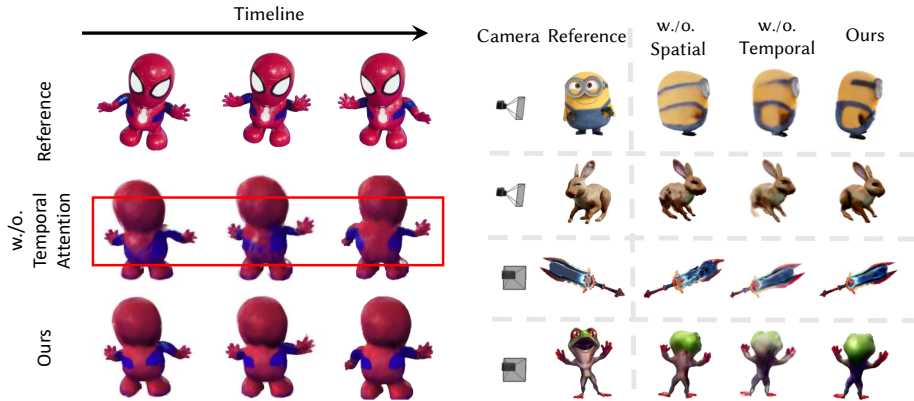 Timeline
Reference
w./o.
Temporal
Attention
Ours
Camera Reference
w./o.
Spatial
w./o.
Temporal
Ours